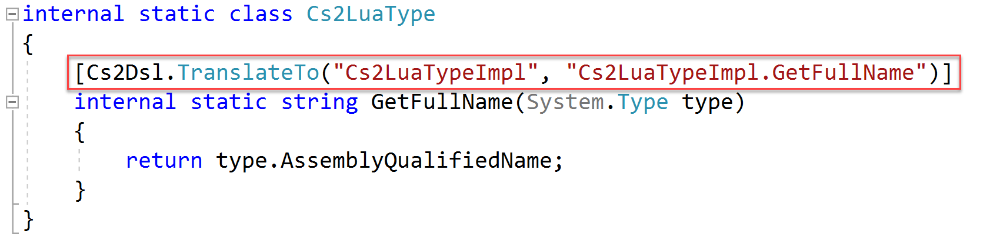 internal static class Cs2LuaType
{
[Cs2Dsl.TranslateTo("Cs2LuaTypeImpl", "Cs2LuaTypeImpl.GetFullName")]
internal static string GetFullName(System.Type type)
{
return type.AssemblyQualifiedName;
}
}